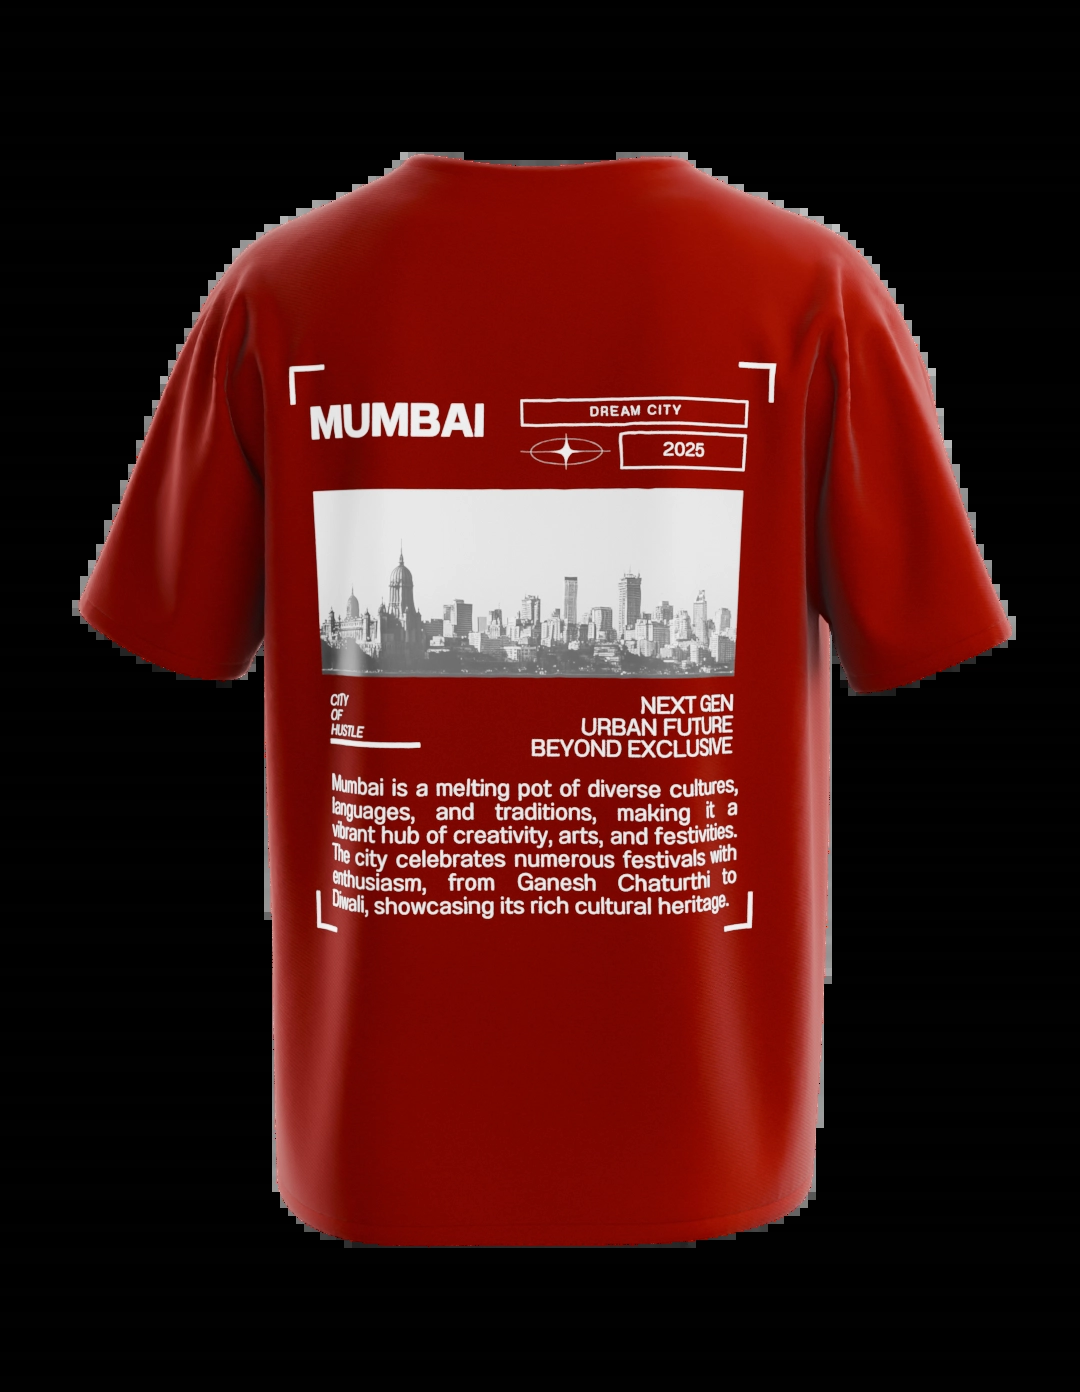 MUMBAI
DREAM CITY
2025
CITY
OF
HUSTLE
NEXT GEN
URBAN FUTURE
BEYOND EXCLUSIVE
Mumbai is a melting pot of diverse cultures,
languages, and traditions, making it a
vibrant hub of creativity, arts, and festivities.
The city celebrates numerous festivals with
enthusiasm, from Ganesh Chaturthi to
Diwali, showcasing its rich cultural heritage.